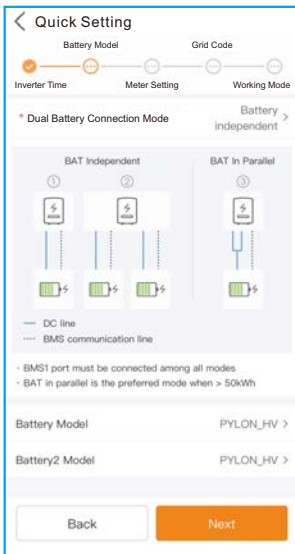 Quick Setting
Battery Model Grid Code
Inverter Time Meter Setting Working Mode
* Dual Battery Connection Mode Battery independent >
BAT Independent BAT In Parallel
① ② ③
DC line
BMS communication line
- BMS1 port must be connected among all modes
- BAT in parallel is the preferred mode when > 50kWh
Battery Model PYLON_HV >
Battery2 Model PYLON_HV >
Back Next